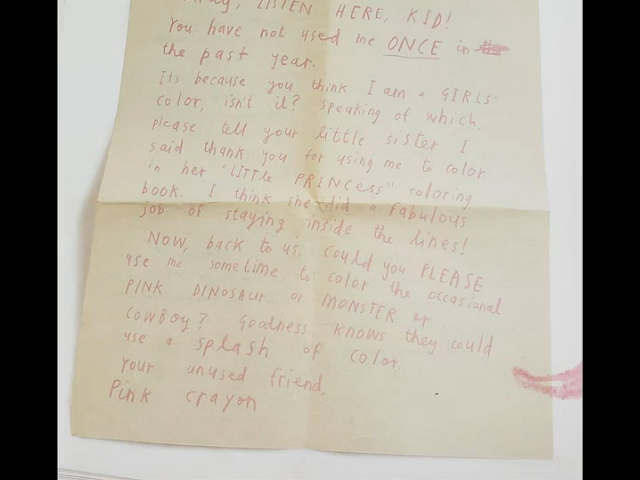 LISTEN HERE, KID!
You have not used me ONCE in
the past year.
Its because you think I am a GIRLS'
color, isn't it? speaking of which,
please tell your little sister I
said thank you for using me to color
in her "LITTLE PRINCESS" coloring
book. I think she did a fabulous
job of staying inside the lines!
Now, back to us. Could you PLEASE
use me sometime to color the occasional
PINK DINOSAUR or MONSTER or
COWBOY? Goodness KNOWS they could
use a splash of color.
Your unused friend,
Pink crayon